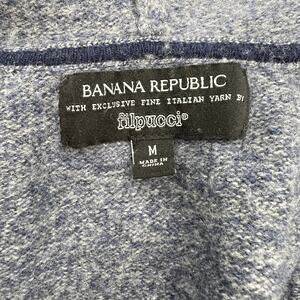 BANANA REPUBLIC
WITH EXCLUSIVE FINE ITALIAN YARN BY
filpucci®
M
MADE IN
CHINA